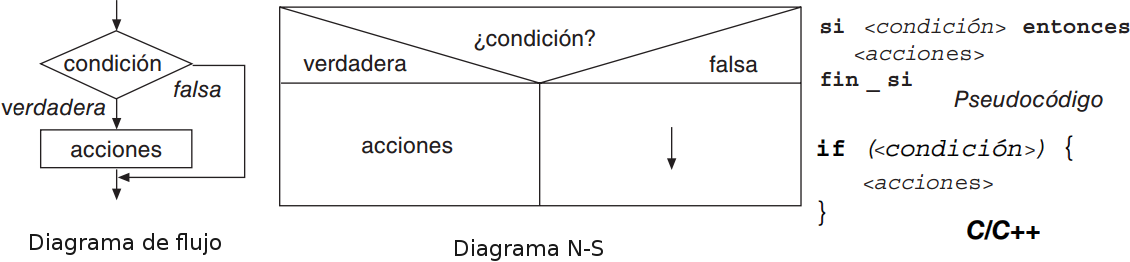 condición
verdadera
falsa
acciones
Diagrama de flujo
¿condición?
verdadera
falsa
acciones
Diagrama N-S
si <condición> entonces
<acciones>
fin_si
Pseudocódigo
if (<condición>) {
<acciones>
}
C/C++